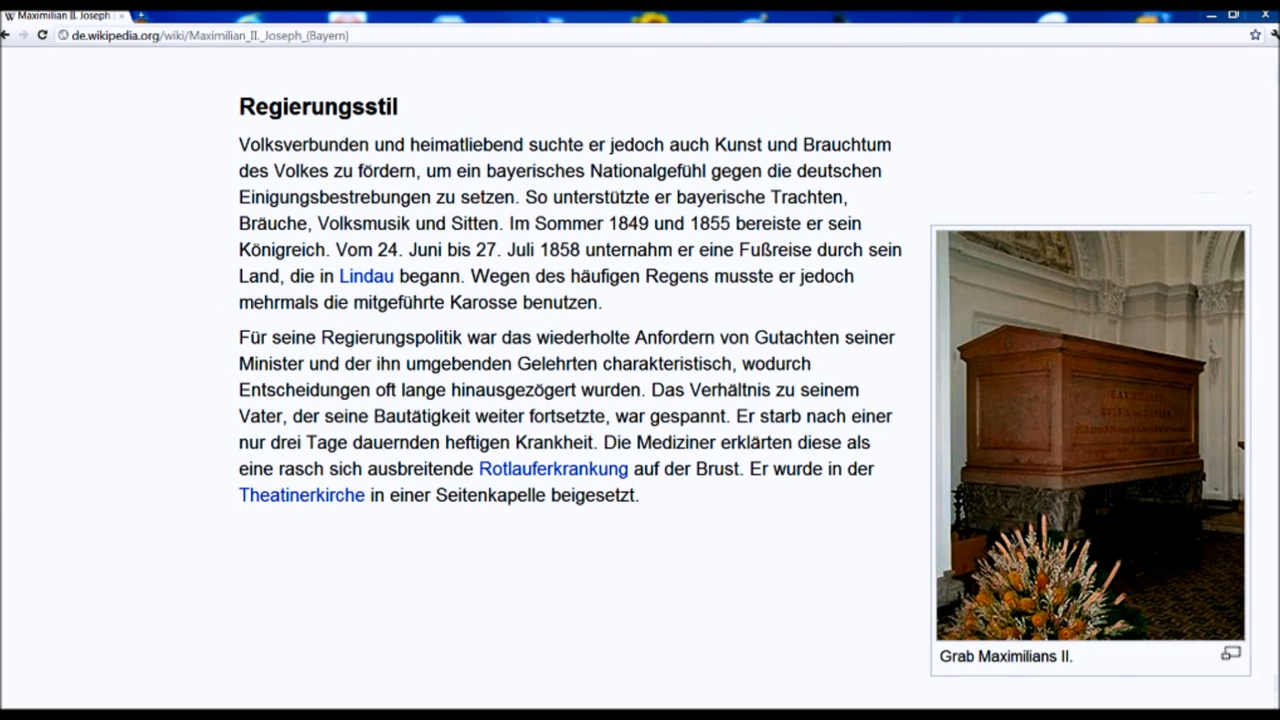 Maximilian II. Joseph
de.wikipedia.org/wiki/Maximilian_II._Joseph_(Bayern)
Regierungsstil
Volksverbunden und heimatliebend suchte er jedoch auch Kunst und Brauchtum
des Volkes zu fördern, um ein bayerisches Nationalgefühl gegen die deutschen
Einigungsbestrebungen zu setzen. So unterstützte er bayerische Trachten,
Bräuche, Volksmusik und Sitten. Im Sommer 1849 und 1855 bereiste er sein
Königreich. Vom 24. Juni bis 27. Juli 1858 unternahm er eine Fußreise durch sein
Land, die in Lindau begann. Wegen des häufigen Regens musste er jedoch
mehrmals die mitgeführte Karosse benutzen.
Für seine Regierungspolitik war das wiederholte Anfordern von Gutachten seiner
Minister und der ihn umgebenden Gelehrten charakteristisch, wodurch
Entscheidungen oft lange hinausgezögert wurden. Das Verhältnis zu seinem
Vater, der seine Bautätigkeit weiter fortsetzte, war gespannt. Er starb nach einer
nur drei Tage dauernden heftigen Krankheit. Die Mediziner erklärten diese als
eine rasch sich ausbreitende Rotlauferkrankung auf der Brust. Er wurde in der
Theatinerkirche in einer Seitenkapelle beigesetzt.
Grab Maximilians II.